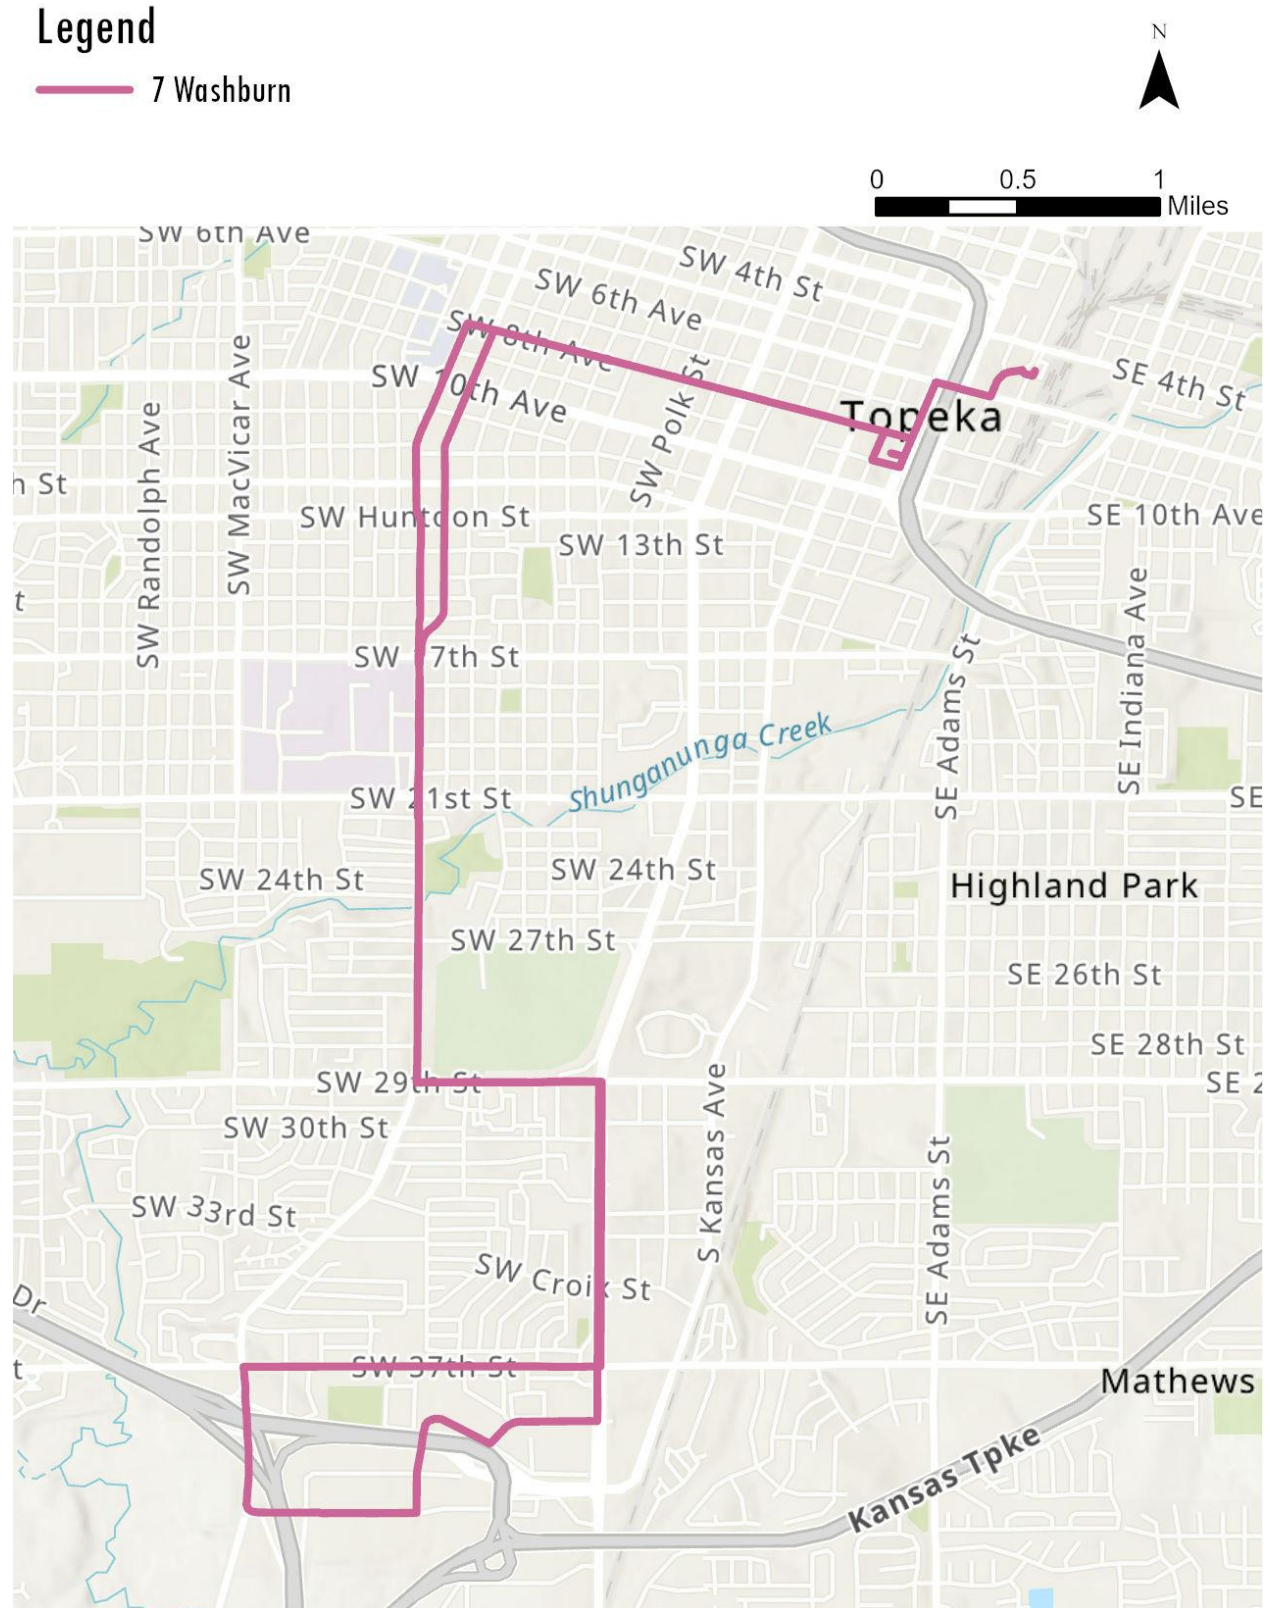 Legend
7 Washburn
N
0 0.5 1
Miles
SW 6th Ave
SW 4th St
SW 6th Ave
SW 8th Ave
SW 10th Ave
SW MacVicar Ave
SW Randolph Ave
SW Polk St
SE 4th St
Topeka
h St
SW Huntoon St
SW 13th St
SE 10th Ave
t
SE Indiana Ave
SW 17th St
SE Adams St
Shunganunga Creek
SW 21st St
SE
SW 24th St
SW 24th St
Highland Park
SW 27th St
SE 26th St
SE 28th St
SW 29th St
SE 2
SW 30th St
S Kansas Ave
SE Adams St
SW 33rd St
SW Croix St
Dr
t
SW 37th St
Mathews
Kansas Tpke